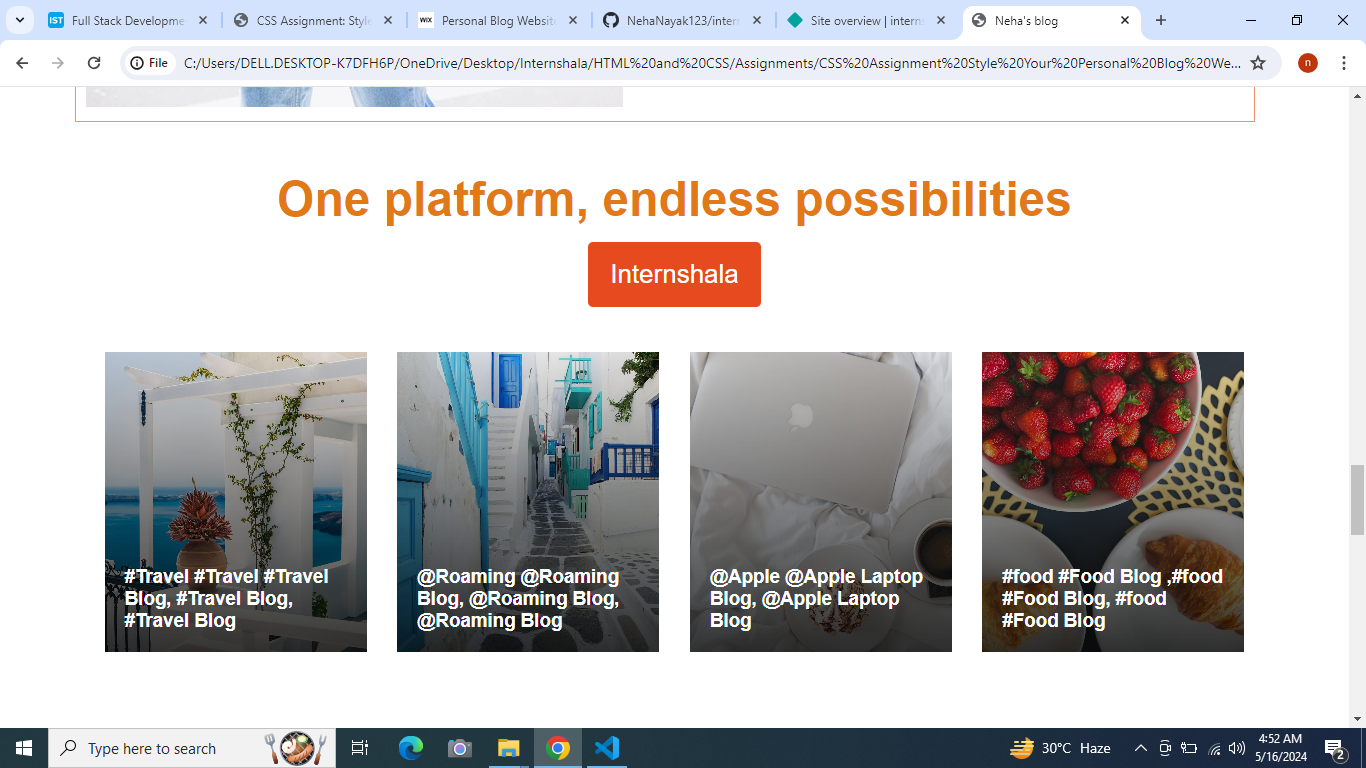 IST Full Stack Developme
CSS Assignment: Style
WIX Personal Blog Website
NehaNayak123/intern
Site overview | interns
Neha's blog
File
C:/Users/DELL.DESKTOP-K7DFH6P/OneDrive/Desktop/Internshala/HTML%20and%20CSS/Assignments/CSS%20Assignment%20Style%20Your%20Personal%20Blog%20We...
n
One platform, endless possibilities
Internshala
#Travel #Travel #Travel
Blog, #Travel Blog,
#Travel Blog
@Roaming @Roaming
Blog, @Roaming Blog,
@Roaming Blog
@Apple @Apple Laptop
Blog, @Apple Laptop
Blog
#food #Food Blog ,#food
#Food Blog, #food
#Food Blog
Type here to search
30°C Haze
4:52 AM
5/16/2024
2